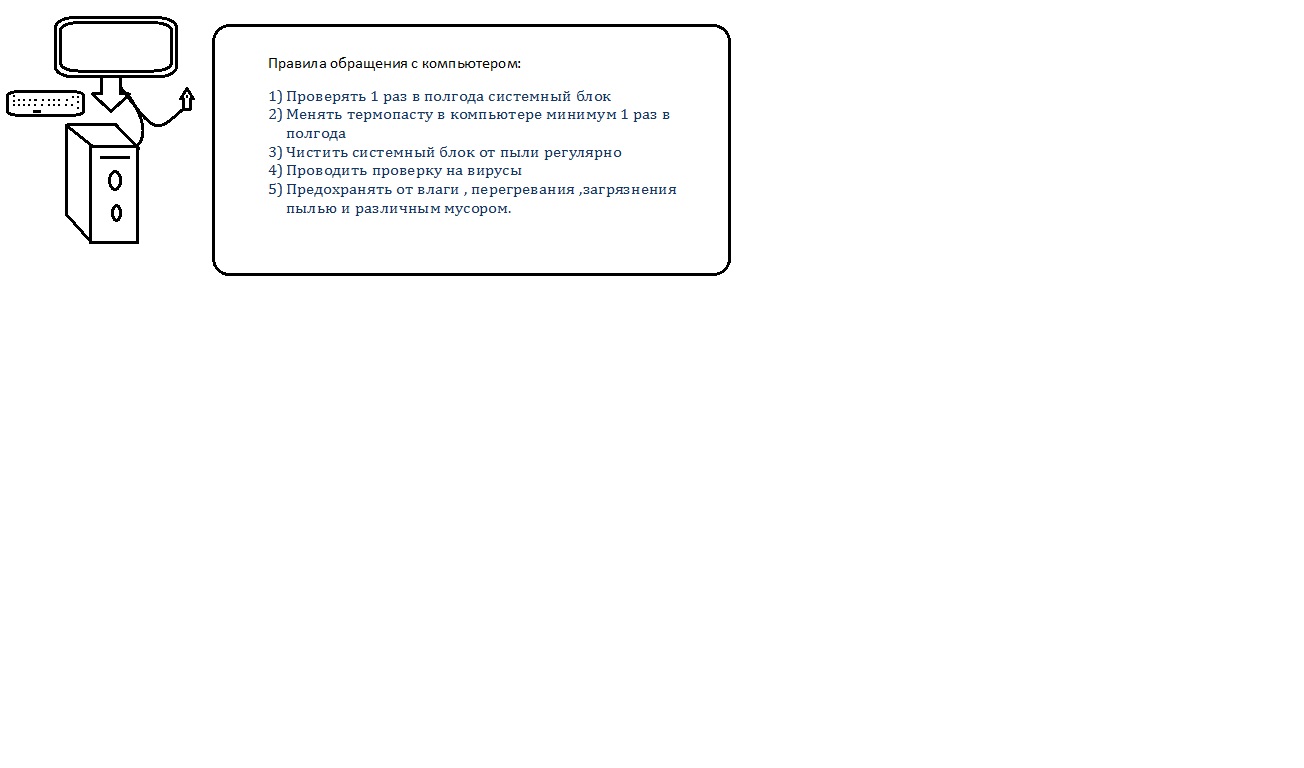 Правила обращения с компьютером:
1) Проверять 1 раз в полгода системный блок
2) Менять термопасту в компьютере минимум 1 раз в
полгода
3) Чистить системный блок от пыли регулярно
4) Проводить проверку на вирусы
5) Предохранять от влаги , перегревания ,загрязнения
пылью и различным мусором.